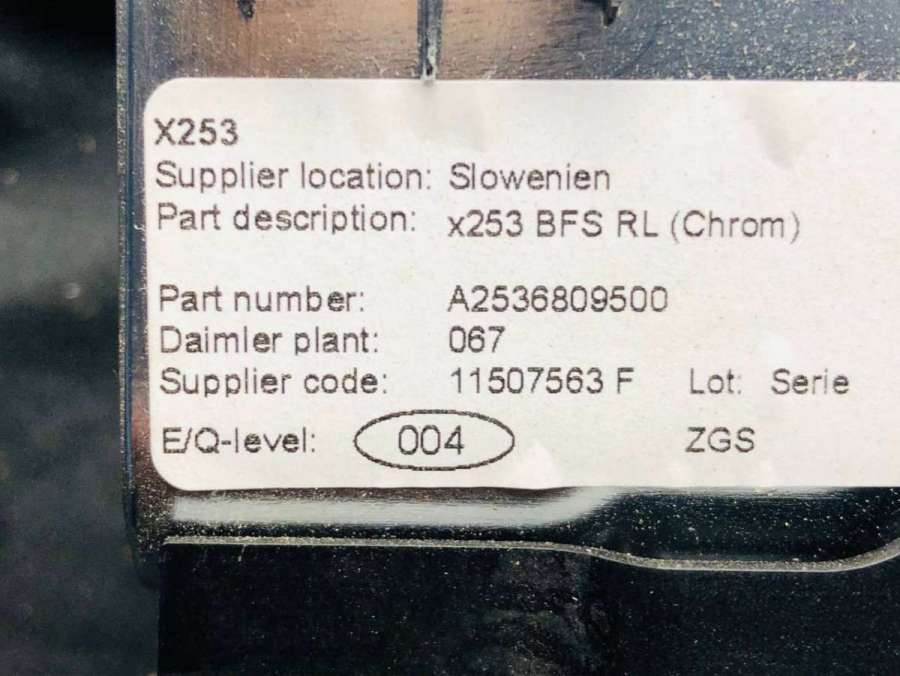 X253
Supplier location: Slowenien
Part description: x253 BFS RL (Chrom)
Part number: A2536809500
Daimler plant: 067
Supplier code: 11507563 F Lot: Serie
E/Q-level: 004 ZGS